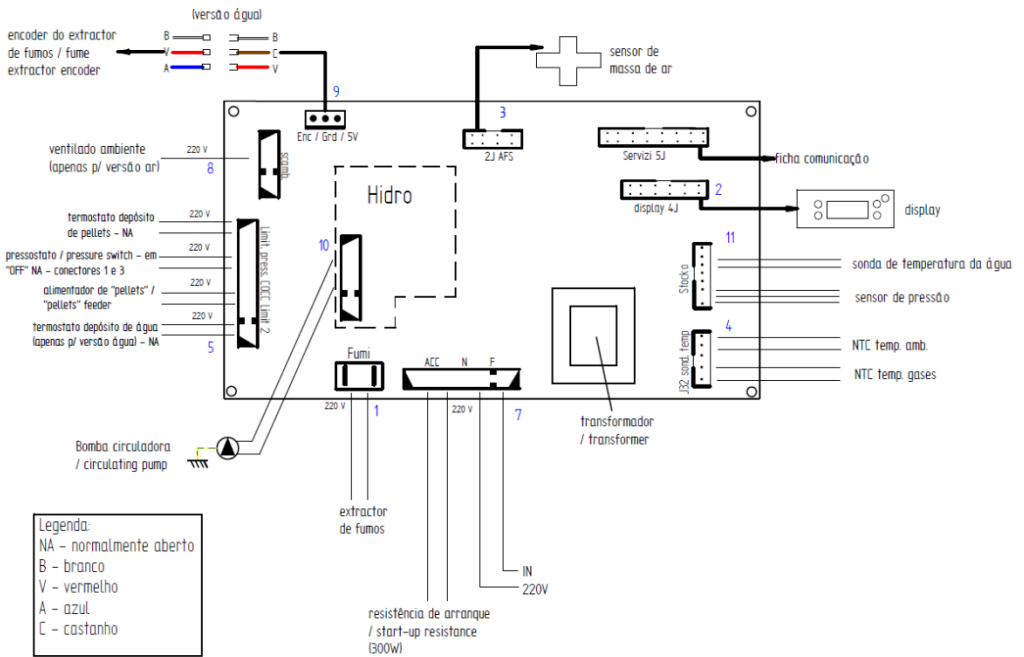 (versão água)
encoder do extractor
de fumos / fume
extractor encoder
B
V
A
B
C
V
9
Enc / Grd / 5V
3
2J AFS
sensor de
massa de ar
Servizi 5J
ficha comunicação
2
display 4J
display
ventilado ambiente
(apenas p/ versão ar)
220 V
8
scamb.
Hidro
10
termostato depósito
de pellets - NA
220 V
pressostato / pressure switch - em
"OFF" NA - conectores 1 e 3
220 V
alimentador de "pellets" /
"pellets" feeder
220 V
termostato depósito de água
(apenas p/ versão água) - NA
220 V
5
Limit. press. COCC. Limit 2
11
Stocko
sonda de temperatura da água
sensor de pressão
4
J32 sond. temp
NTC temp. amb.
NTC temp. gases
Fumi
220 V
1
ACC
N
F
220 V
7
transformador
/ transformer
Bomba circuladora
/ circulating pump
extractor
de fumos
IN
220V
resistência de arranque
/ start-up resistance
(300W)
Legenda:
NA - normalmente aberto
B - branco
V - vermelho
A - azul
C - castanho